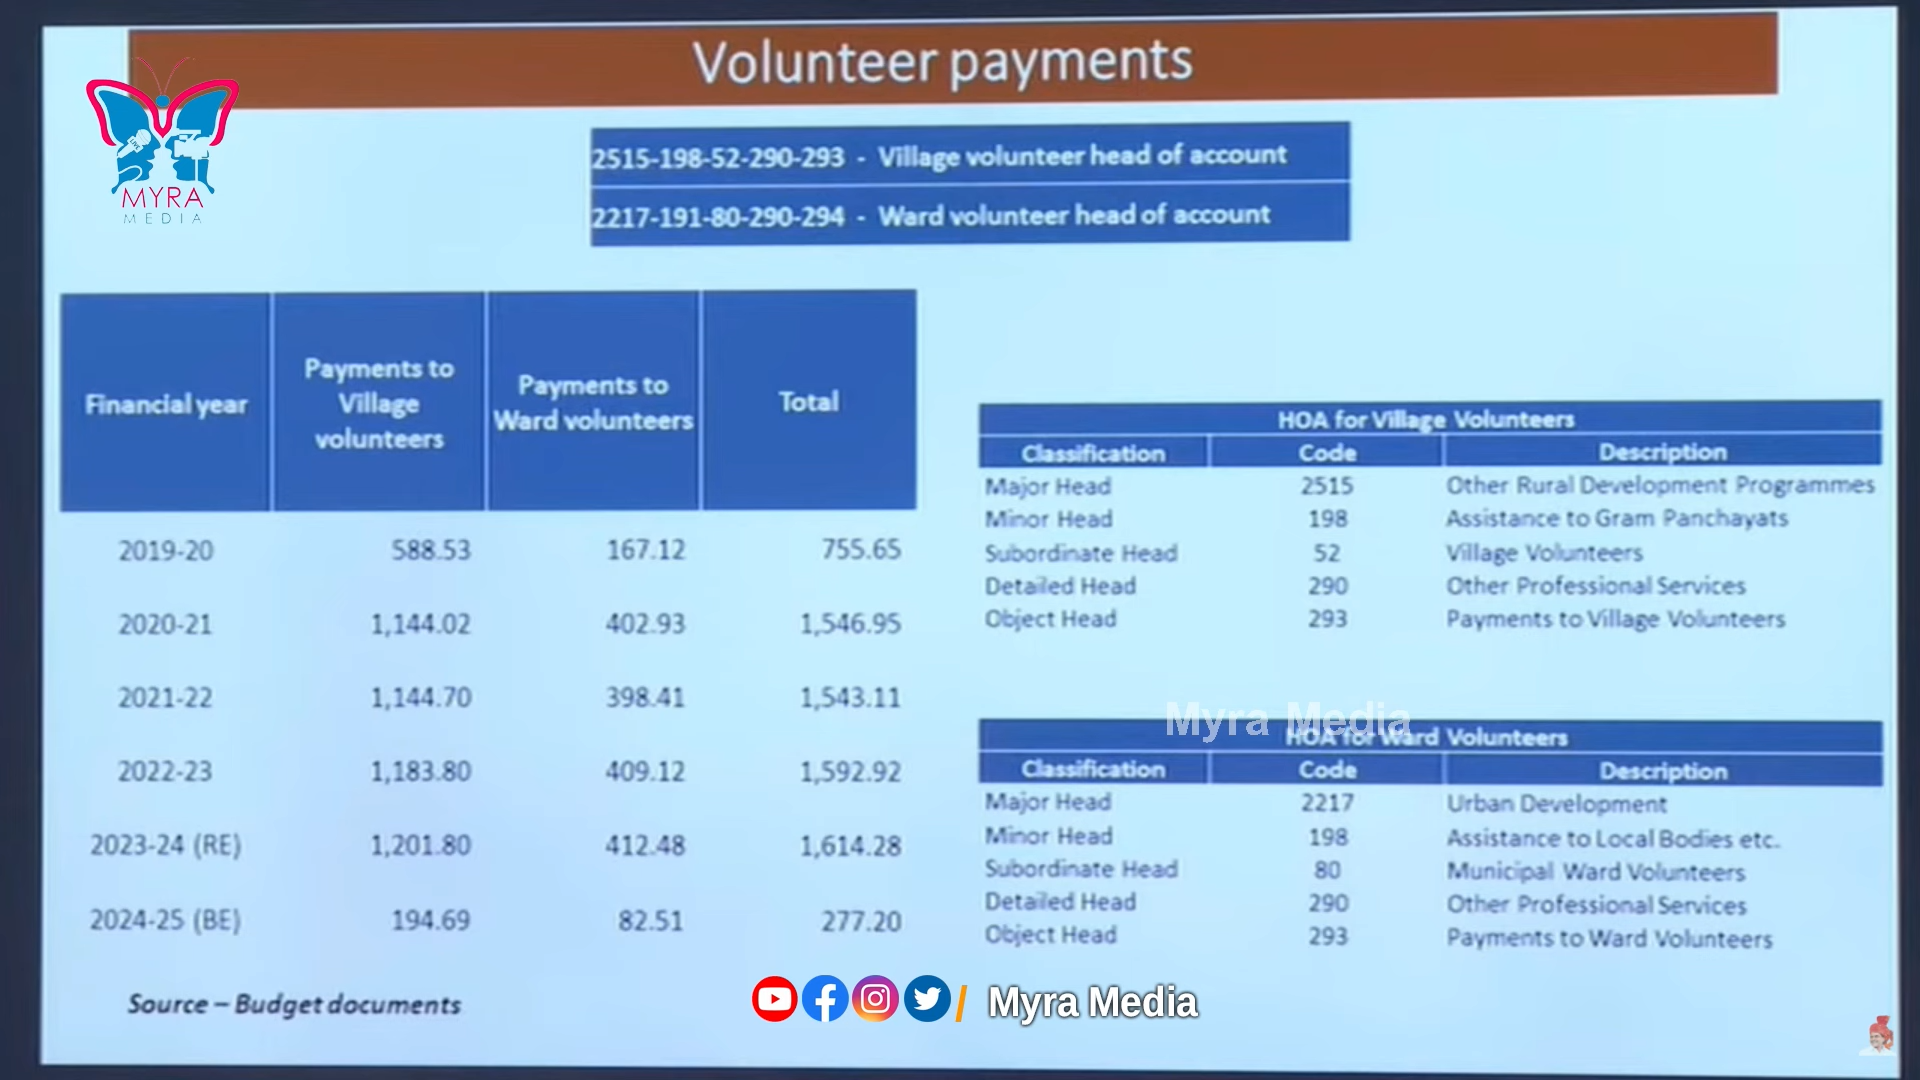 Volunteer payments
MYRA
MEDIA
2515-198-52-290-293 - Village volunteer head of account
2217-191-80-290-294 - Ward volunteer head of account
Financial year Payments to Village volunteers Payments to Ward volunteers Total
2019-20 588.53 167.12 755.65
2020-21 1,144.02 402.93 1,546.95
2021-22 1,144.70 398.41 1,543.11
2022-23 1,183.80 409.12 1,592.92
2023-24 (RE) 1,201.80 412.48 1,614.28
2024-25 (BE) 194.69 82.51 277.20
Source – Budget documents
HOA for Village Volunteers
Classification Code Description
Major Head 2515 Other Rural Development Programmes
Minor Head 198 Assistance to Gram Panchayats
Subordinate Head 52 Village Volunteers
Detailed Head 290 Other Professional Services
Object Head 293 Payments to Village Volunteers
Myra Media
HOA for Ward Volunteers
Classification Code Description
Major Head 2217 Urban Development
Minor Head 198 Assistance to Local Bodies etc.
Subordinate Head 80 Municipal Ward Volunteers
Detailed Head 290 Other Professional Services
Object Head 293 Payments to Ward Volunteers
/ Myra Media